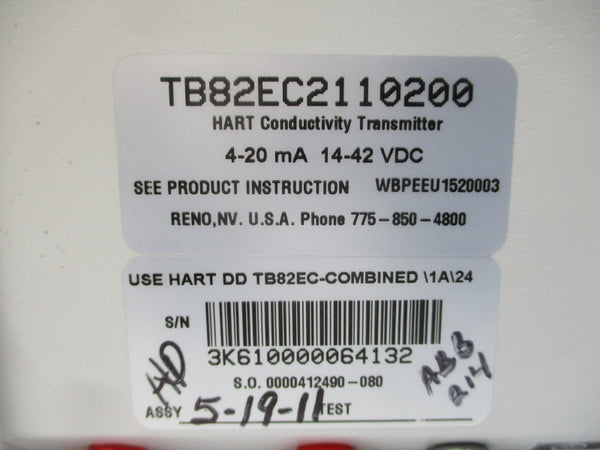 TB82EC2110200
HART Conductivity Transmitter
4-20 mA 14-42 VDC
SEE PRODUCT INSTRUCTION WBPEEU1520003
RENO,NV. U.S.A. Phone 775-850-4800
USE HART DD TB82EC-COMBINED \1A\24
S/N
3K610000064132
S.O. 0000412490-080
ABB
214
ASSY 5-19-11 TEST